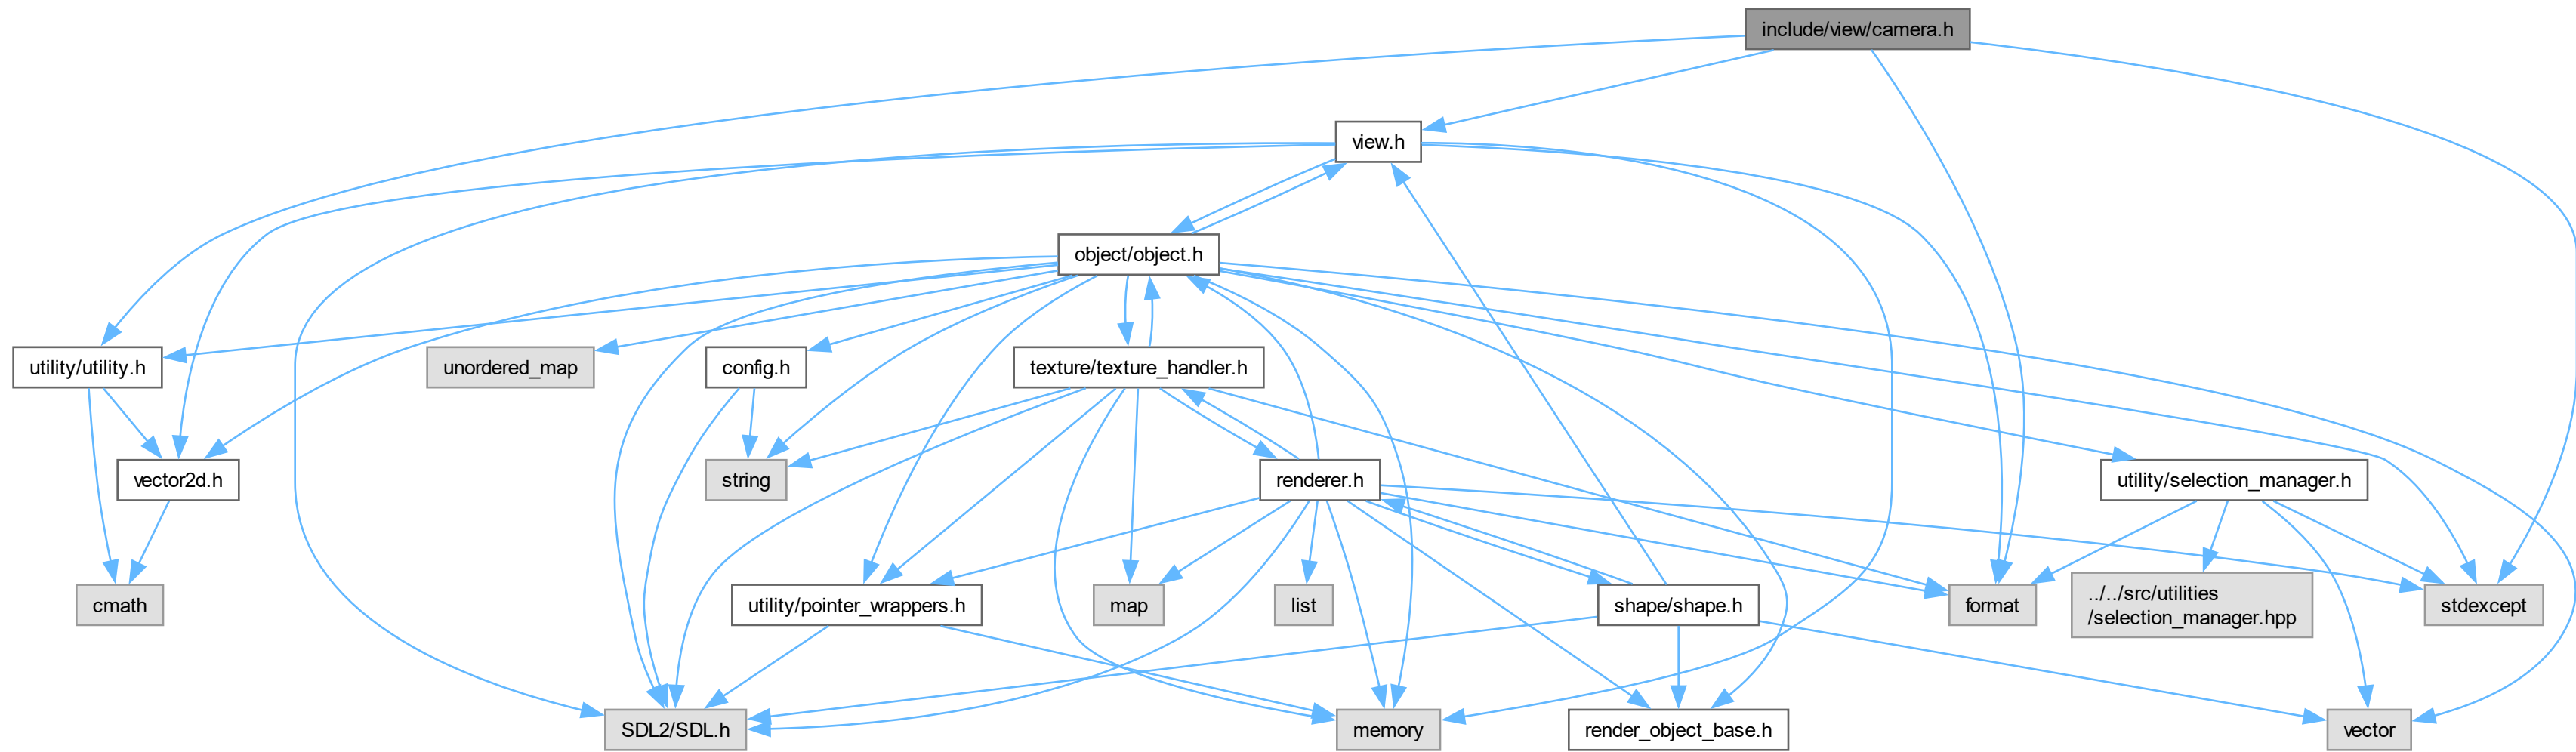 include/view/camera.h
view.h
object/object.h
utility/utility.h
unordered_map
config.h
texture/texture_handler.h
vector2d.h
string
renderer.h
utility/selection_manager.h
cmath
utility/pointer_wrappers.h
map
list
shape/shape.h
format
../../src/utilities
/selection_manager.hpp
stdexcept
SDL2/SDL.h
memory
render_object_base.h
vector